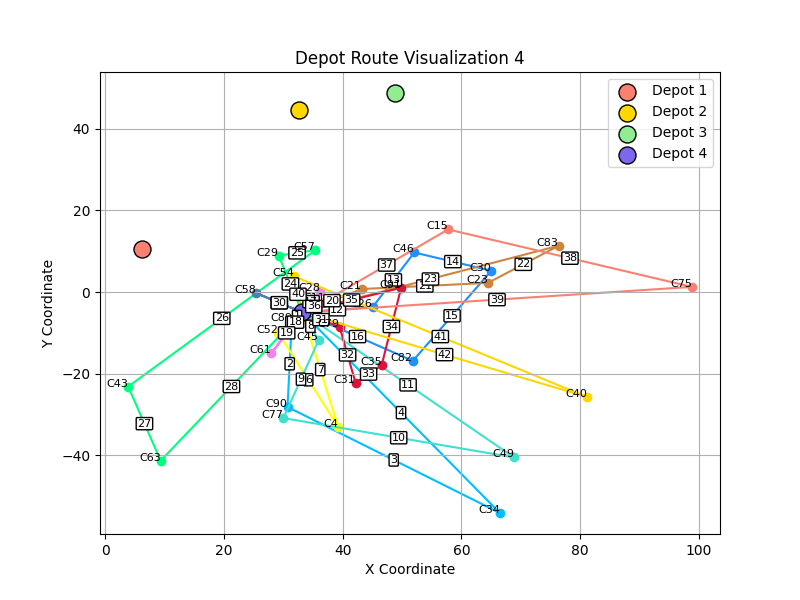 Depot Route Visualization 4
Depot 1
Depot 2
Depot 3
Depot 4
Y Coordinate
40
20
0
−20
−40
0
20
40
60
80
100
X Coordinate
C15
C83
C46
C57
25
C29
37
14
38
C30
22
C54
24
C23
23
C75
13
C28
C21
C58
40
35
20
39
30
36
12
C26
26
15
31
18
C52
19
34
C45
16
41
C61
32
42
C82
2
C35
7
33
C31
9
6
11
C43
28
C40
C90
4
C77
27
C4
10
C49
C63
3
C34